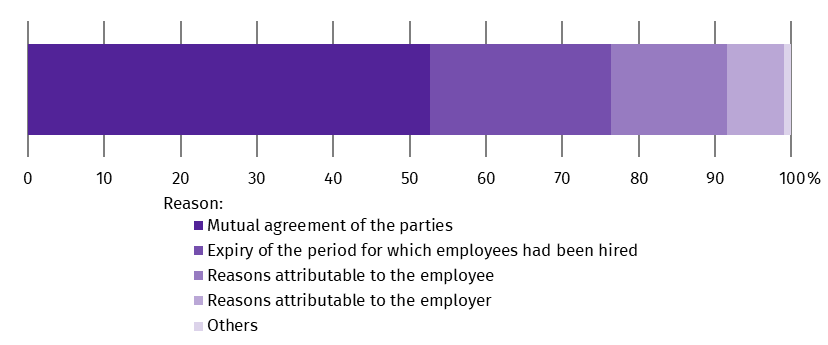 0 10 20 30 40 50 60 70 80 90 100%
Reason:
Mutual agreement of the parties
Expiry of the period for which employees had been hired
Reasons attributable to the employee
Reasons attributable to the employer
Others